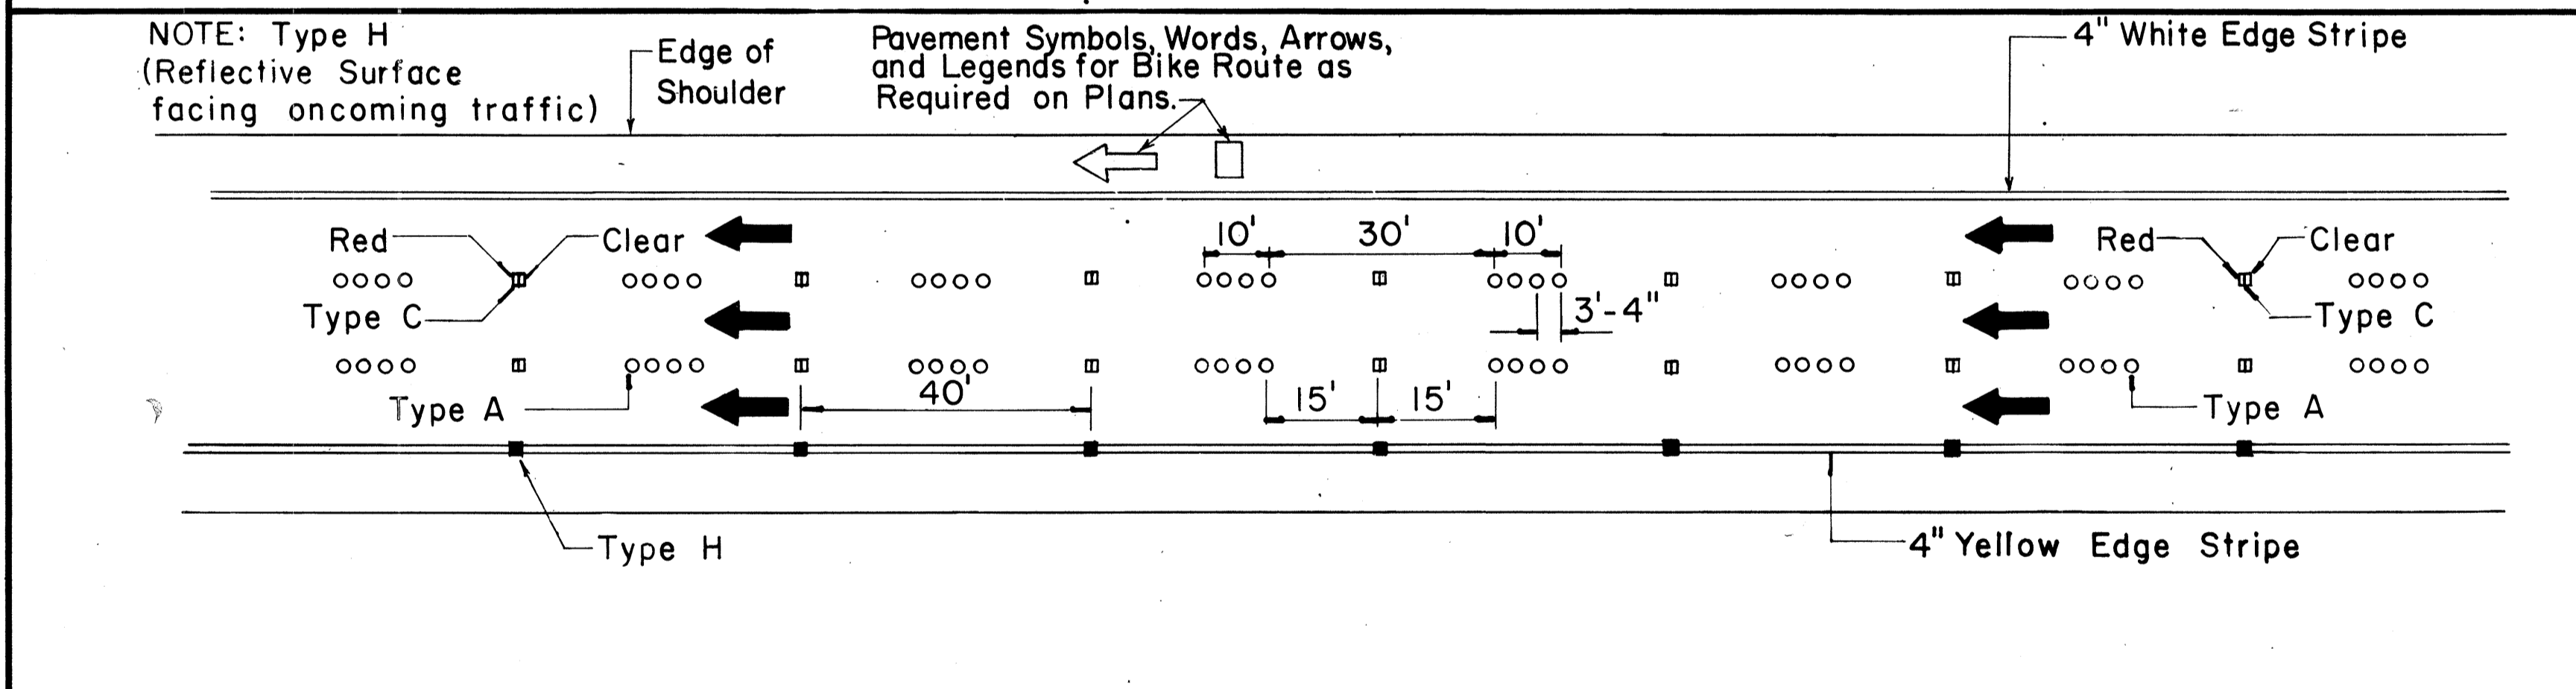 NOTE: Type H
(Reflective Surface
facing oncoming traffic)
Edge of
Shoulder
Pavement Symbols, Words, Arrows,
and Legends for Bike Route as
Required on Plans.
4" White Edge Stripe
Red
Clear
10'
30'
10'
Red
Clear
Type C
3'-4"
Type C
Type A
40'
15'
15'
Type A
Type H
4" Yellow Edge Stripe